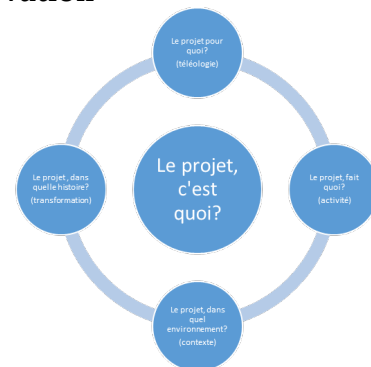 Le projet pour
quoi?
(téléologie)
Le projet , dans
quelle histoire?
(transformation)
Le projet,
c'est
quoi?
Le projet, fait
quoi?
(activité)
Le projet, dans
quel
environnement?
(contexte)